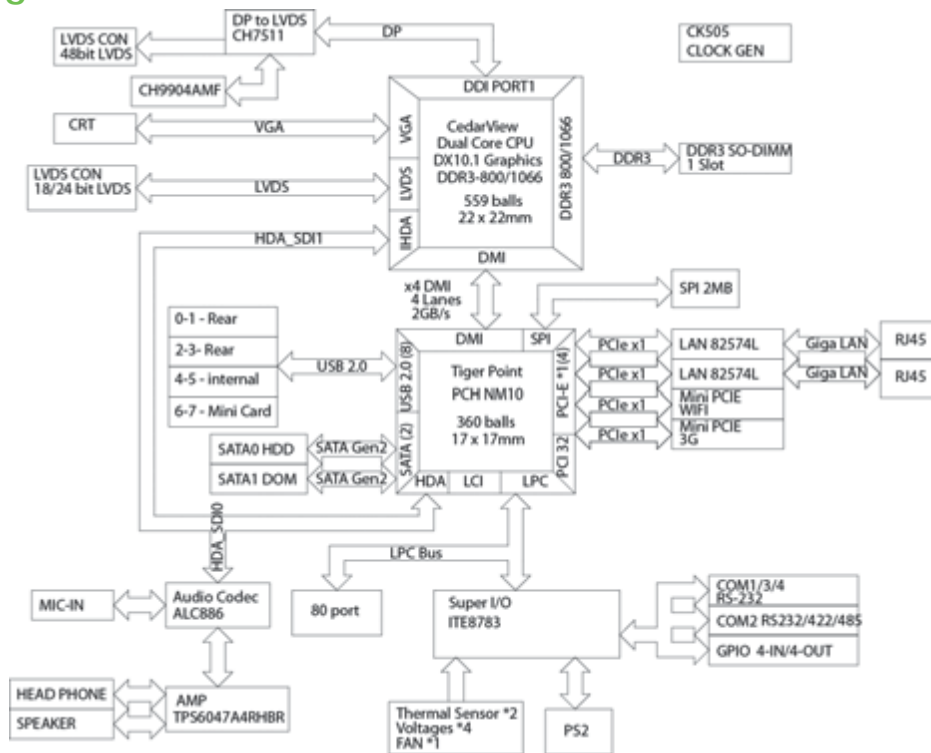 DP to LVDS
CH7511
DP
CK505
CLOCK GEN
LVDS CON
48bit LVDS
CH9904AMF
DDI PORT1
CRT
VGA
VGA
CedarView
Dual Core CPU
DX10.1 Graphics
DDR3-800/1066
559 balls
22 x 22mm
DDR3 800/1066
DDR3
DDR3 SO-DIMM
1 Slot
LVDS CON
18/24 bit LVDS
LVDS
LVDS
IHDA
HDA_SDI1
DMI
x4 DMI
4 Lanes
2GB/s
SPI 2MB
0-1 - Rear
2-3- Rear
4-5 - internal
6-7 - Mini Card
USB 2.0
USB 2.0 (8)
DMI
SPI
Tiger Point
PCH NM10
360 balls
17 x 17mm
PCI-E *1(4)
PCI 32
PCIe x1
LAN 82574L
Giga LAN
RJ45
PCIe x1
LAN 82574L
Giga LAN
RJ45
PCIe x1
Mini PCIE
WIFI
PCIe x1
Mini PCIE
3G
SATA0 HDD
SATA Gen2
SATA (2)
SATA1 DOM
SATA Gen2
HDA
LCI
LPC
HDA_SDI0
LPC Bus
MIC-IN
Audio Codec
ALC886
80 port
Super I/O
ITE8783
COM1/3/4
RS-232
COM2 RS232/422/485
GPIO 4-IN/4-OUT
HEAD PHONE
SPEAKER
AMP
TPS6047A4RHBR
Thermal Sensor *2
Voltages *4
FAN *1
PS2